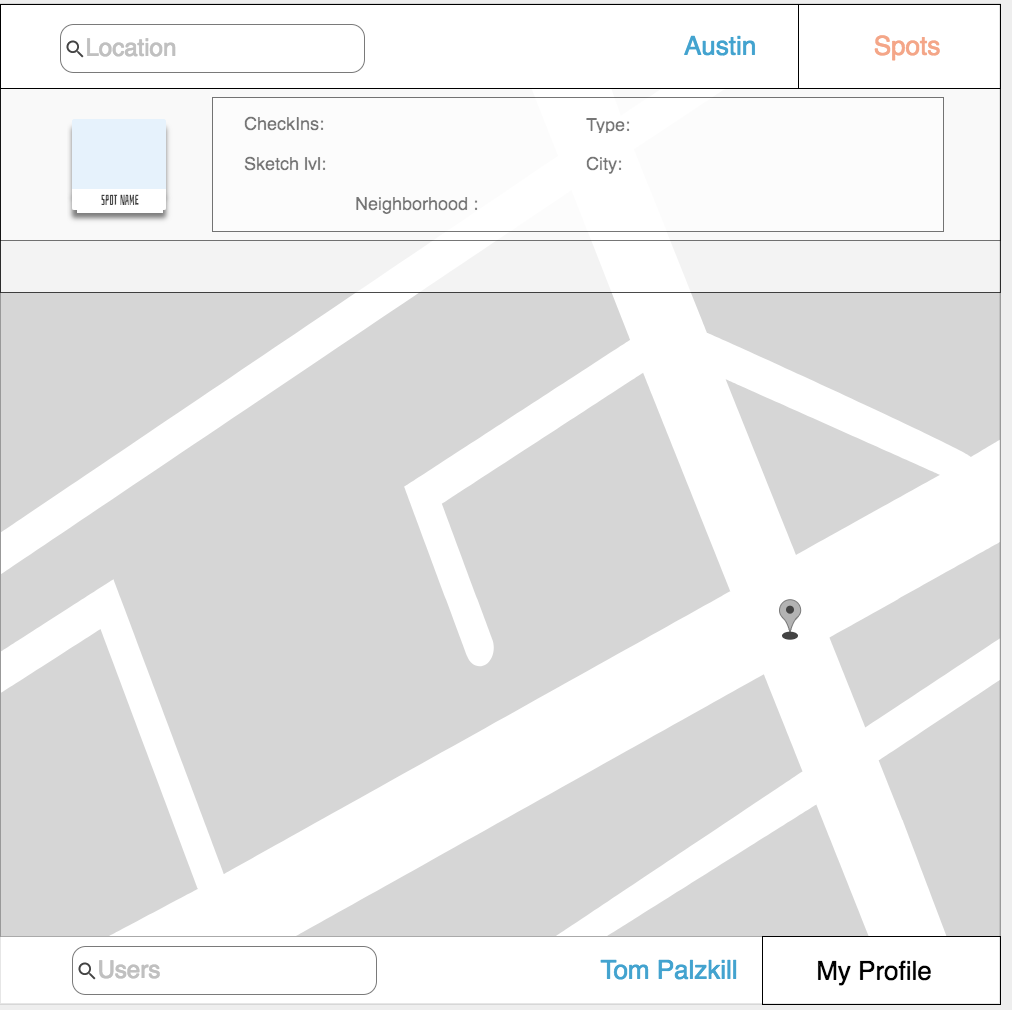 Location
Austin
Spots
CheckIns:
Type:
SPOT NAME
Sketch lvl:
City:
Neighborhood :
Users
Tom Palzkill
My Profile